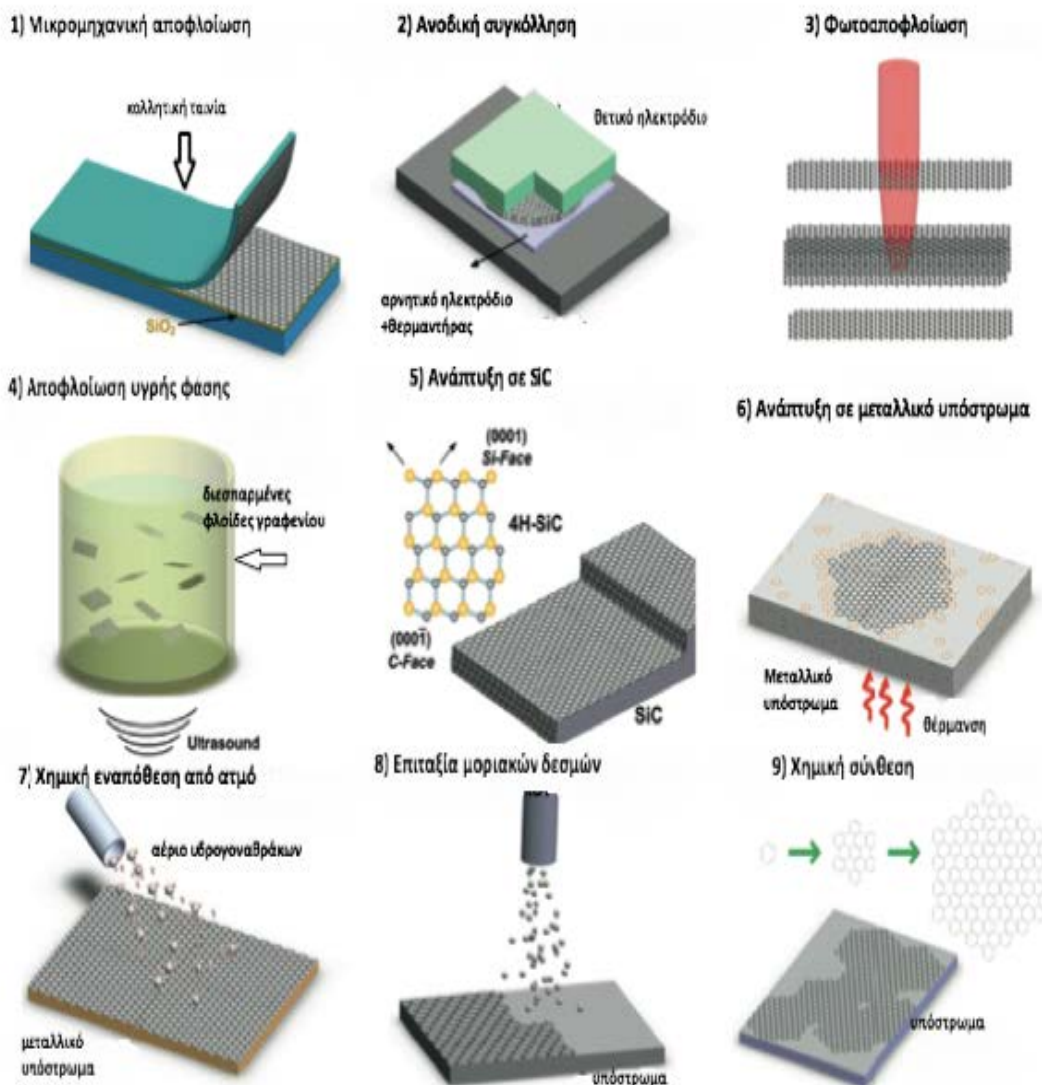 1) Μικρομηχανική αποφλοίωση
κολλητική ταινία
SiO₂
2) Ανοδική συγκόλληση
θετικό ηλεκτρόδιο
αρνητικό ηλεκτρόδιο
+θερμαντήρας
3) Φωτοαποφλοίωση
4) Αποφλοίωση υγρής φάσης
διεσπαρμένες
φλοίδες γραφενίου
Ultrasound
5) Ανάπτυξη σε SiC
(0001)
Si-Face
4H-SiC
(0001̄)
C-Face
SiC
6) Ανάπτυξη σε μεταλλικό υπόστρωμα
Μεταλλικό
υπόστρωμα
θέρμανση
7) Χημική εναπόθεση από ατμό
αέριο υδρογοναθράκων
μεταλλικό
υπόστρωμα
8) Επιταξία μοριακών δεσμών
υπόστρωμα
9) Χημική σύνθεση
υπόστρωμα